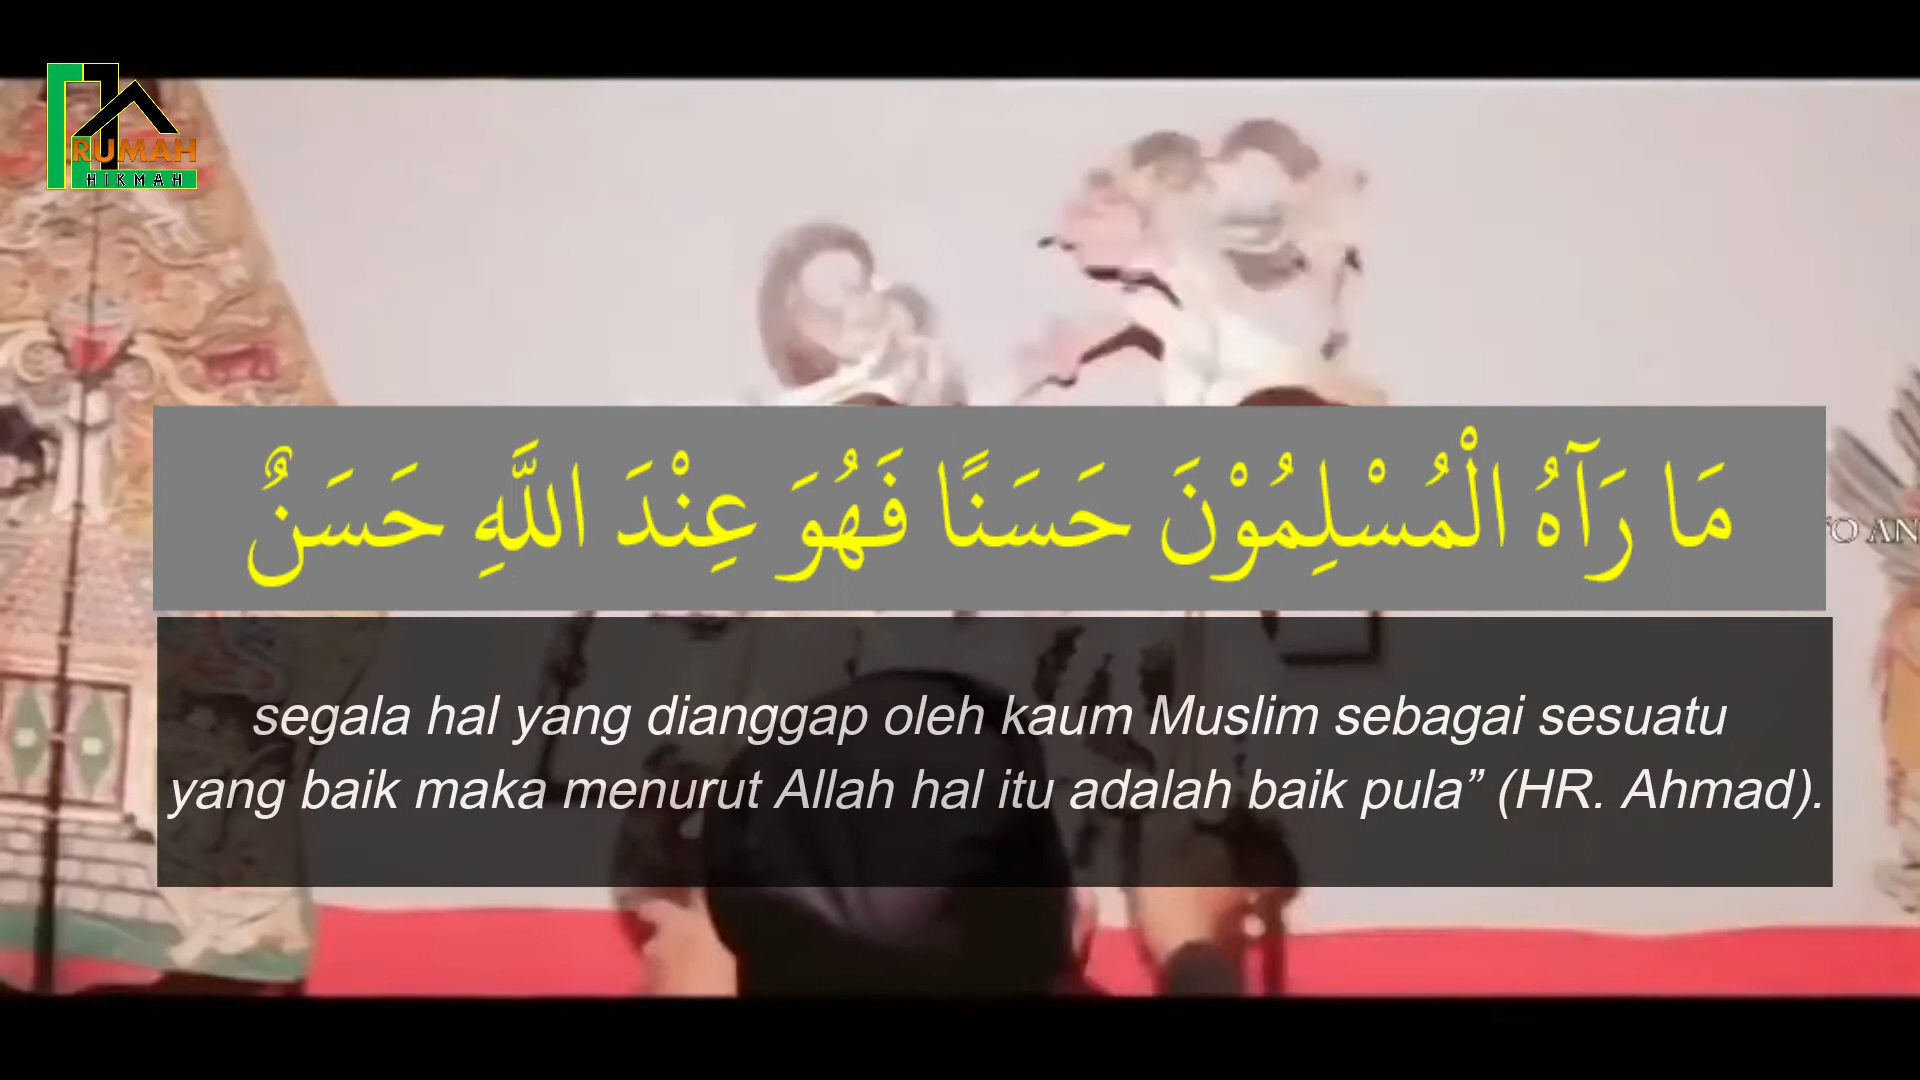 RUMAH
HIKMAH
مَا رَآهُ الْمُسْلِمُوْنَ حَسَنًا فَهُوَ عِنْدَ اللَّهِ حَسَنٌ
segala hal yang dianggap oleh kaum Muslim sebagai sesuatu
yang baik maka menurut Allah hal itu adalah baik pula” (HR. Ahmad).